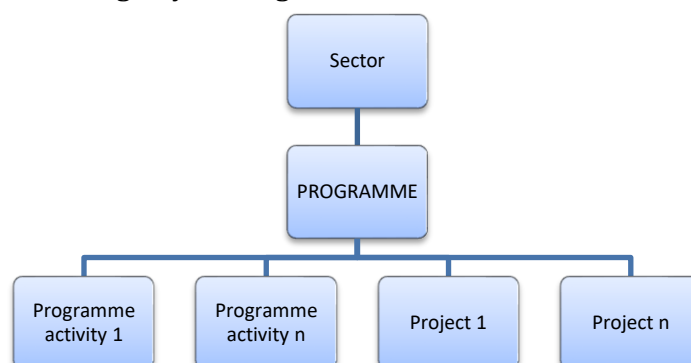 Sector
PROGRAMME
Programme
activity 1
Programme
activity n
Project 1
Project n